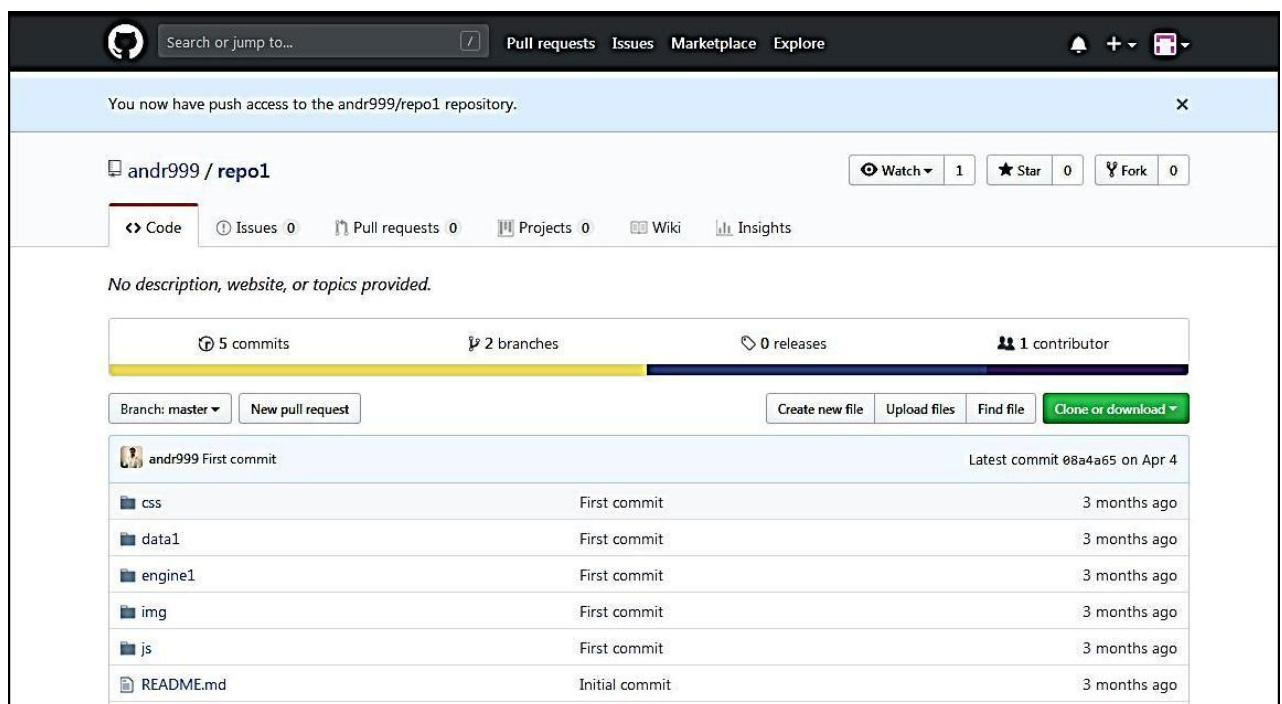 Search or jump to... / Pull requests Issues Marketplace Explore
You now have push access to the andr999/repo1 repository.
andr999 / repo1 Watch 1 Star 0 Fork 0
Code Issues 0 Pull requests 0 Projects 0 Wiki Insights
No description, website, or topics provided.
5 commits 2 branches 0 releases 1 contributor
Branch: master New pull request Create new file Upload files Find file Clone or download
andr999 First commit Latest commit 08a4a65 on Apr 4
css First commit 3 months ago
data1 First commit 3 months ago
engine1 First commit 3 months ago
img First commit 3 months ago
js First commit 3 months ago
README.md Initial commit 3 months ago